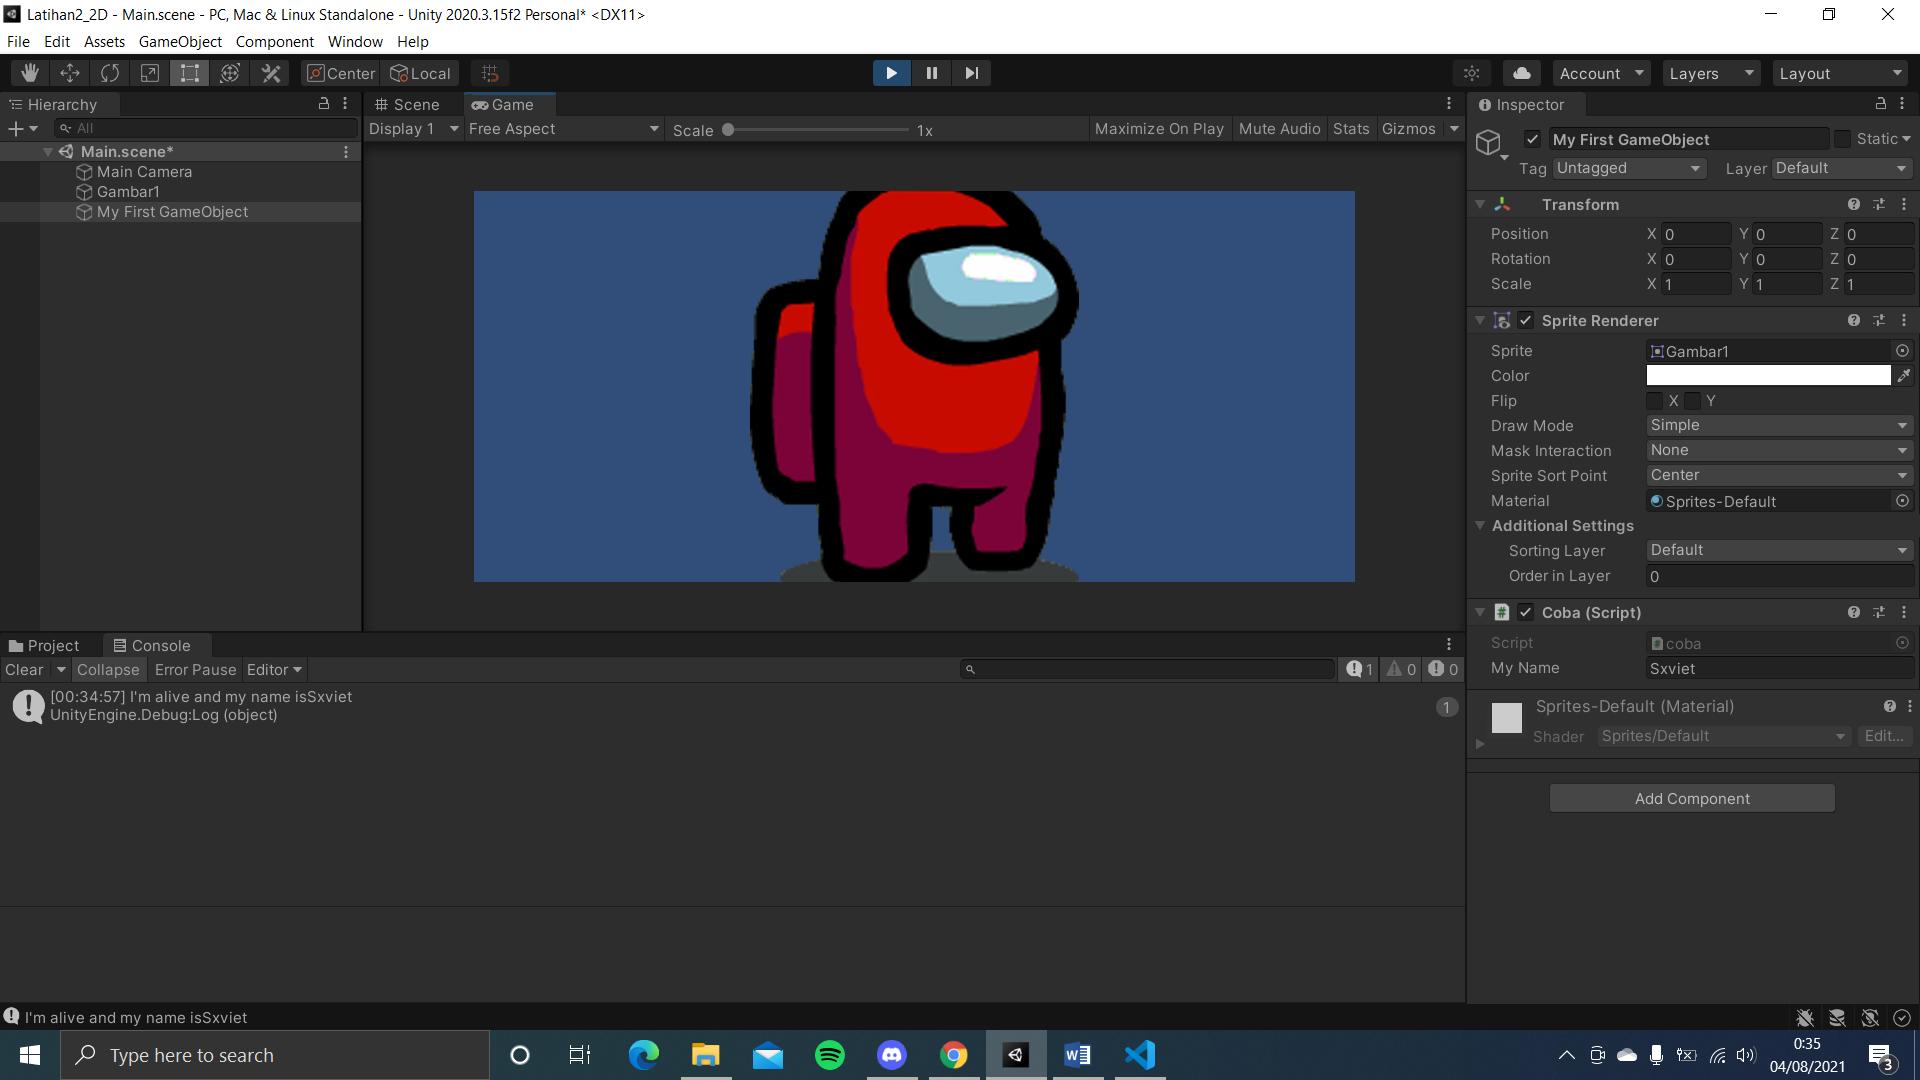 Latihan2_2D - Main.scene - PC, Mac & Linux Standalone - Unity 2020.3.15f2 Personal* <DX11>
File Edit Assets GameObject Component Window Help
Center Local Account Layers Layout
Hierarchy
All
Main.scene*
Main Camera
Gambar1
My First GameObject
Scene Game
Display 1 Free Aspect Scale 1x Maximize On Play Mute Audio Stats Gizmos
Inspector
My First GameObject Static
Tag Untagged Layer Default
Transform
Position X 0 Y 0 Z 0
Rotation X 0 Y 0 Z 0
Scale X 1 Y 1 Z 1
Sprite Renderer
Sprite Gambar1
Color
Flip X Y
Draw Mode Simple
Mask Interaction None
Sprite Sort Point Center
Material Sprites-Default
Additional Settings
Sorting Layer Default
Order in Layer 0
Coba (Script)
Script coba
My Name Sxviet
Sprites-Default (Material)
Shader Sprites/Default Edit...
Add Component
Project Console
Clear Collapse Error Pause Editor 1 0 0
[00:34:57] I'm alive and my name isSxviet
UnityEngine.Debug:Log (object)
1
I'm alive and my name isSxviet
Type here to search
0:35
04/08/2021
3